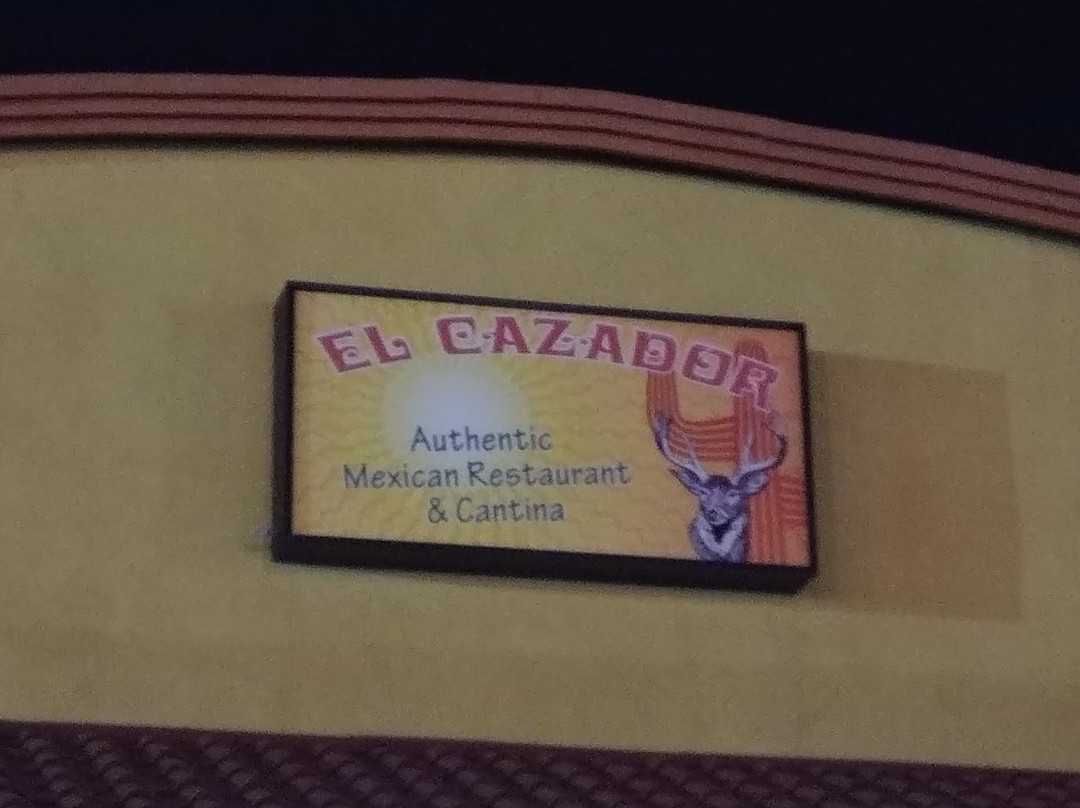 EL CAZADOR
Authentic
Mexican Restaurant
& Cantina